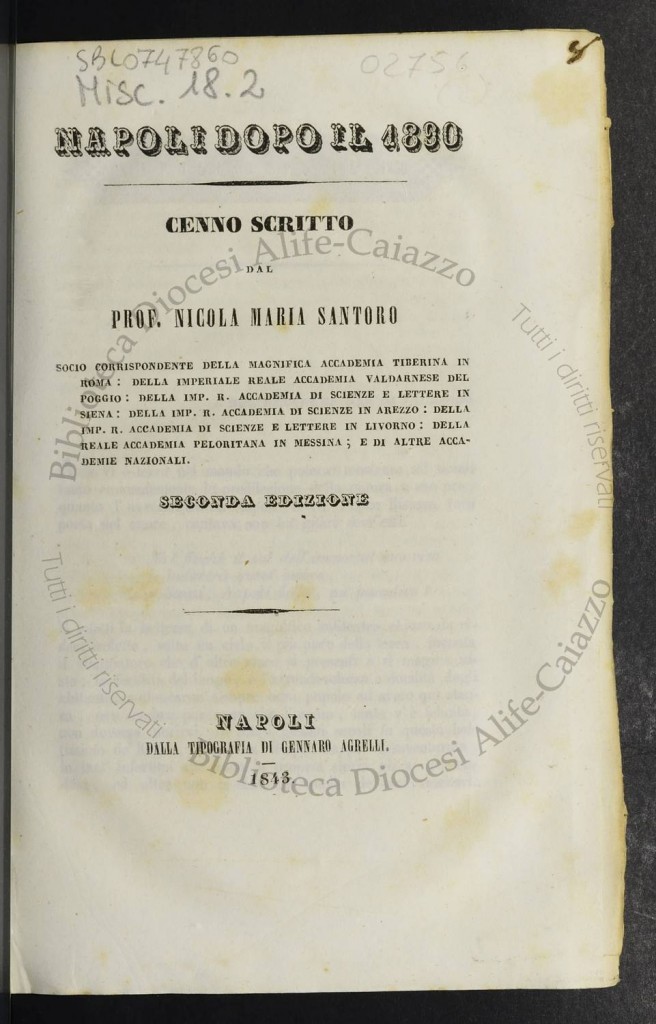 SBL0747860
Misc. 18.2
02756
NAPOLI DOPO IL 1830
CENNO SCRITTO
DAL
PROF. NICOLA MARIA SANTORO
SOCIO CORRISPONDENTE DELLA MAGNIFICA ACCADEMIA TIBERINA IN
ROMA : DELLA IMPERIALE REALE ACCADEMIA VALDARNESE DEL
POGGIO : DELLA IMP. R. ACCADEMIA DI SCIENZE E LETTERE IN
SIENA : DELLA IMP. R. ACCADEMIA DI SCIENZE IN AREZZO : DELLA
IMP. R. ACCADEMIA DI SCIENZE E LETTERE IN LIVORNO : DELLA
REALE ACCADEMIA PELORITANA IN MESSINA ; E DI ALTRE ACCA-
DEMIE NAZIONALI.
SECONDA EDIZIONE
NAPOLI
DALLA TIPOGRAFIA DI GENNARO AGRELLI.
1843.
Biblioteca Diocesi Alife-Caiazzo
Tutti i diritti riservati
Tutti i diritti riservati
Biblioteca Diocesi Alife-Caiazzo